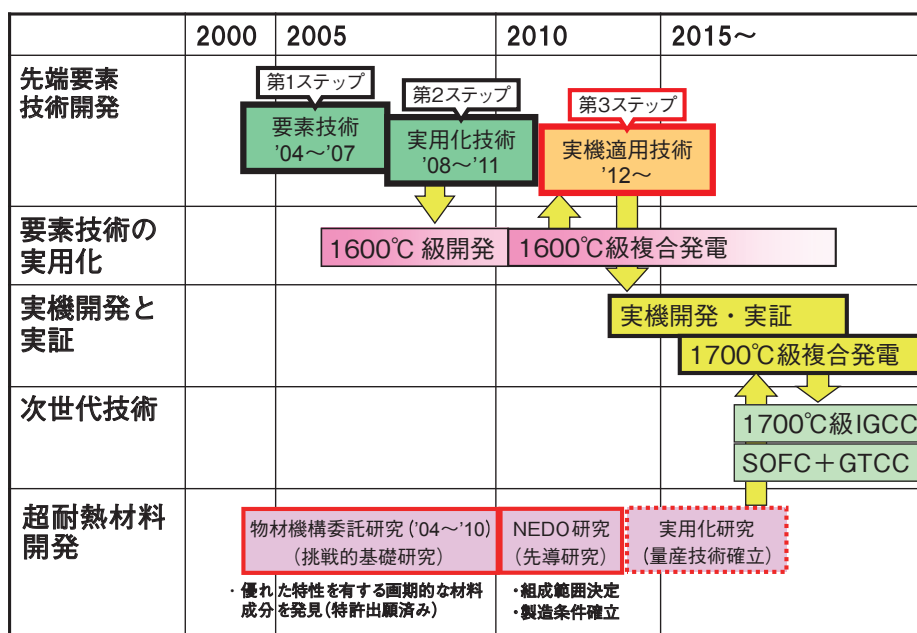 2000 2005 2010 2015～
先端要素
技術開発
第1ステップ
要素技術
’04～’07
第2ステップ
実用化技術
’08～’11
第3ステップ
実機適用技術
’12～
要素技術の
実用化
1600℃ 級開発
1600℃級複合発電
実機開発と
実証
実機開発・実証
1700℃級複合発電
次世代技術
1700℃級IGCC
SOFC＋GTCC
超耐熱材料
開発
物材機構委託研究（’04～’10）
（挑戦的基礎研究）
NEDO研究
（先導研究）
実用化研究
（量産技術確立）
・優れた特性を有する画期的な材料
成分を発見（特許出願済み）
・組成範囲決定
・製造条件確立